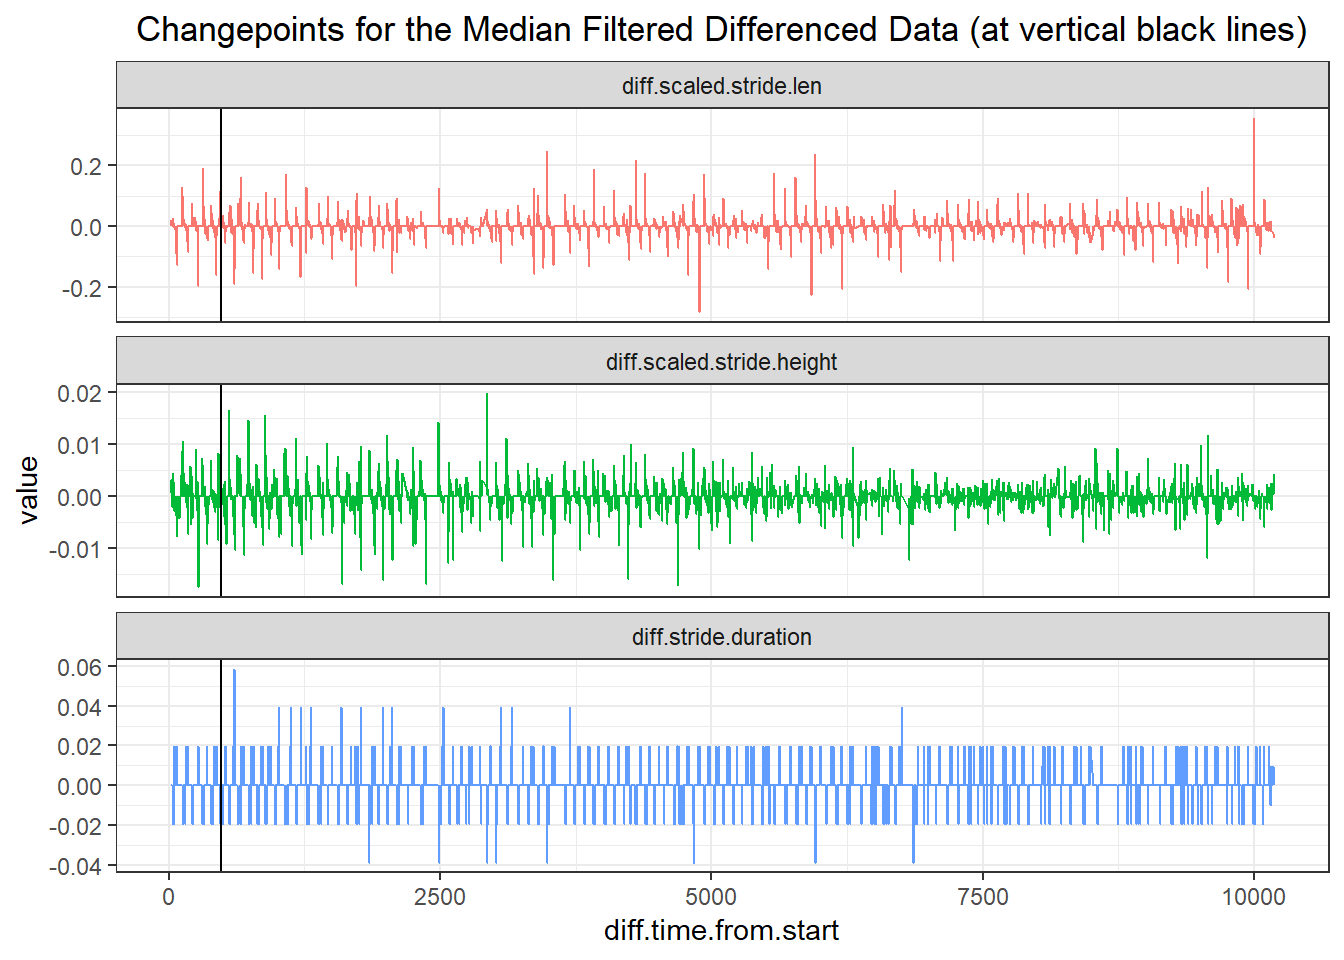 Changepoints for the Median Filtered Differenced Data (at vertical black lines)
diff.scaled.stride.len
0.2
0.0
-0.2
diff.scaled.stride.height
0.02
0.01
0.00
-0.01
value
diff.stride.duration
0.06
0.04
0.02
0.00
-0.02
-0.04
0 2500 5000 7500 10000
diff.time.from.start